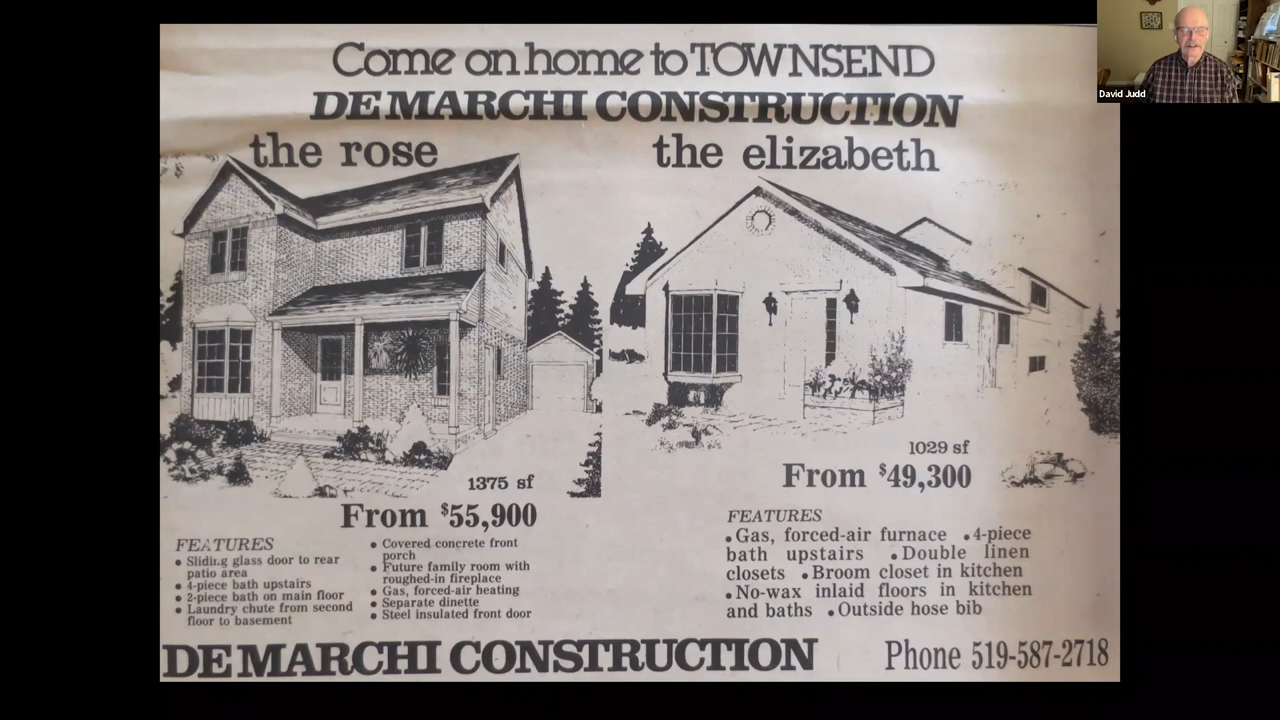 Come on home to TOWNSEND
DE MARCHI CONSTRUCTION
the rose
the elizabeth
1375 sf
From $55,900
FEATURES
• Sliding glass door to rear
patio area
• 4-piece bath upstairs
• 2-piece bath on main floor
• Laundry chute from second
floor to basement
• Covered concrete front
porch
• Future family room with
roughed-in fireplace
• Gas, forced-air heating
• Separate dinette
• Steel insulated front door
1029 sf
From $49,300
FEATURES
• Gas, forced-air furnace • 4-piece
bath upstairs • Double linen
closets • Broom closet in kitchen
• No-wax inlaid floors in kitchen
and baths • Outside hose bib
DE MARCHI CONSTRUCTION
Phone 519-587-2718
David Judd